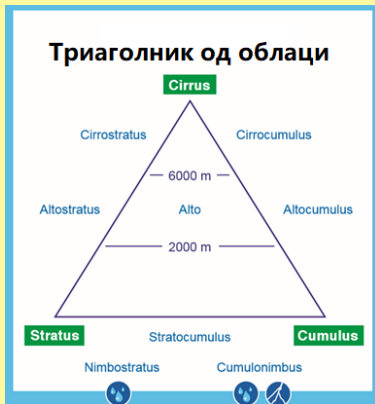 Триаголник од облаци
Cirrus
Cirrostratus Cirrocumulus
6000 m
Altostratus Alto Altocumulus
2000 m
Stratus Stratocumulus Cumulus
Nimbostratus Cumulonimbus